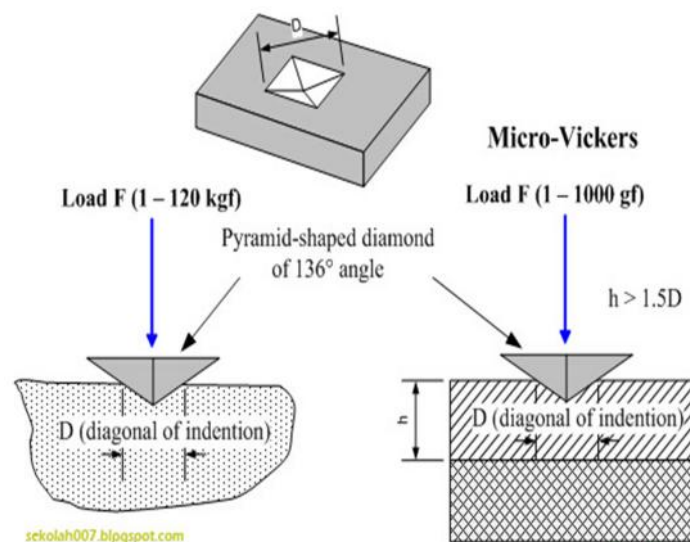 D
Micro-Vickers
Load F (1 – 120 kgf)
Load F (1 – 1000 gf)
Pyramid-shaped diamond
of 136° angle
h > 1.5D
D (diagonal of indention)
h
D (diagonal of indention)
sekolah007.blpgspot.com